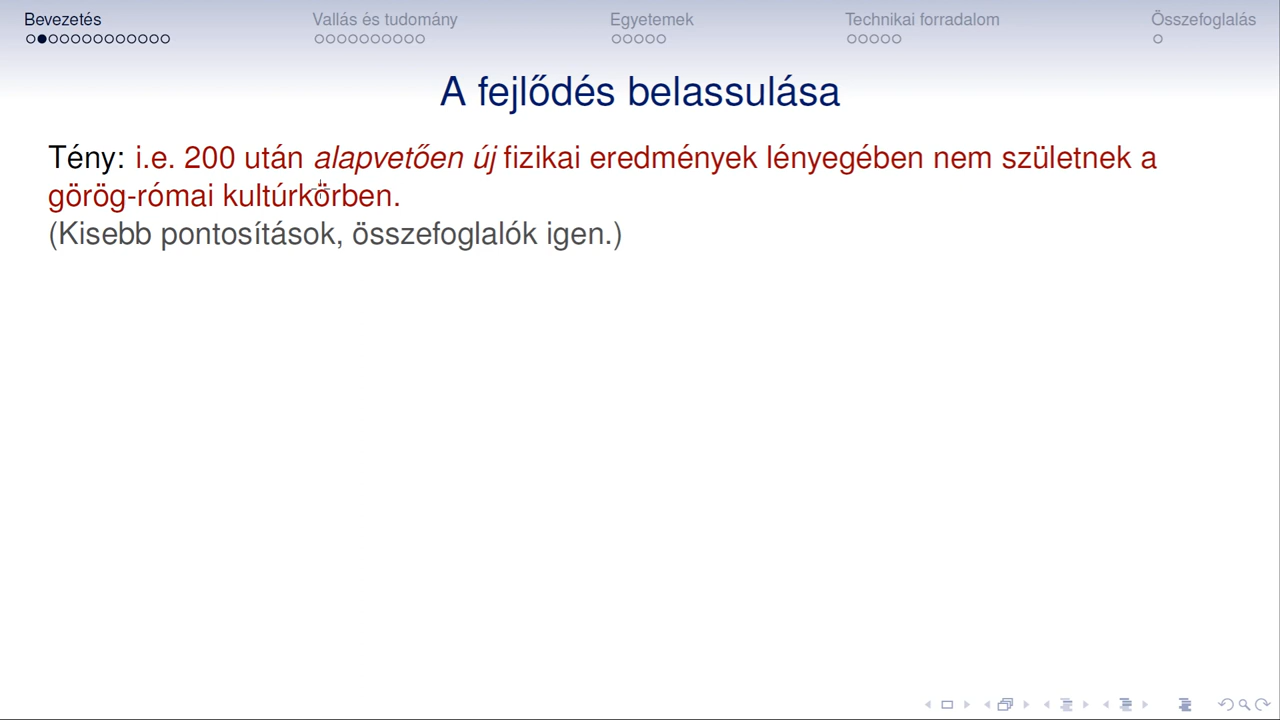 Bevezetés
Vallás és tudomány
Egyetemek
Technikai forradalom
Összefoglalás
A fejlődés belassulása
Tény: i.e. 200 után alapvetően új fizikai eredmények lényegében nem születnek a
görög-római kultúrkörben.
(Kisebb pontosítások, összefoglalók igen.)